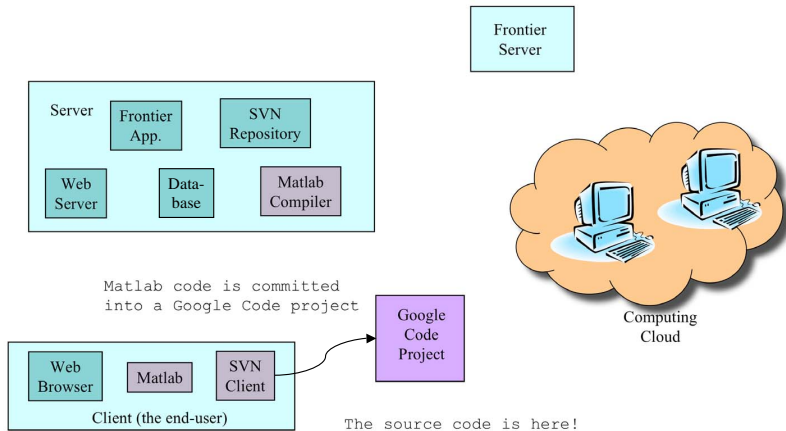 Frontier
Server
Server
Frontier
App.
SVN
Repository
Web
Server
Data-
base
Matlab
Compiler
Matlab code is committed
into a Google Code project
Google
Code
Project
Computing
Cloud
Web
Browser
Matlab
SVN
Client
Client (the end-user)
The source code is here!